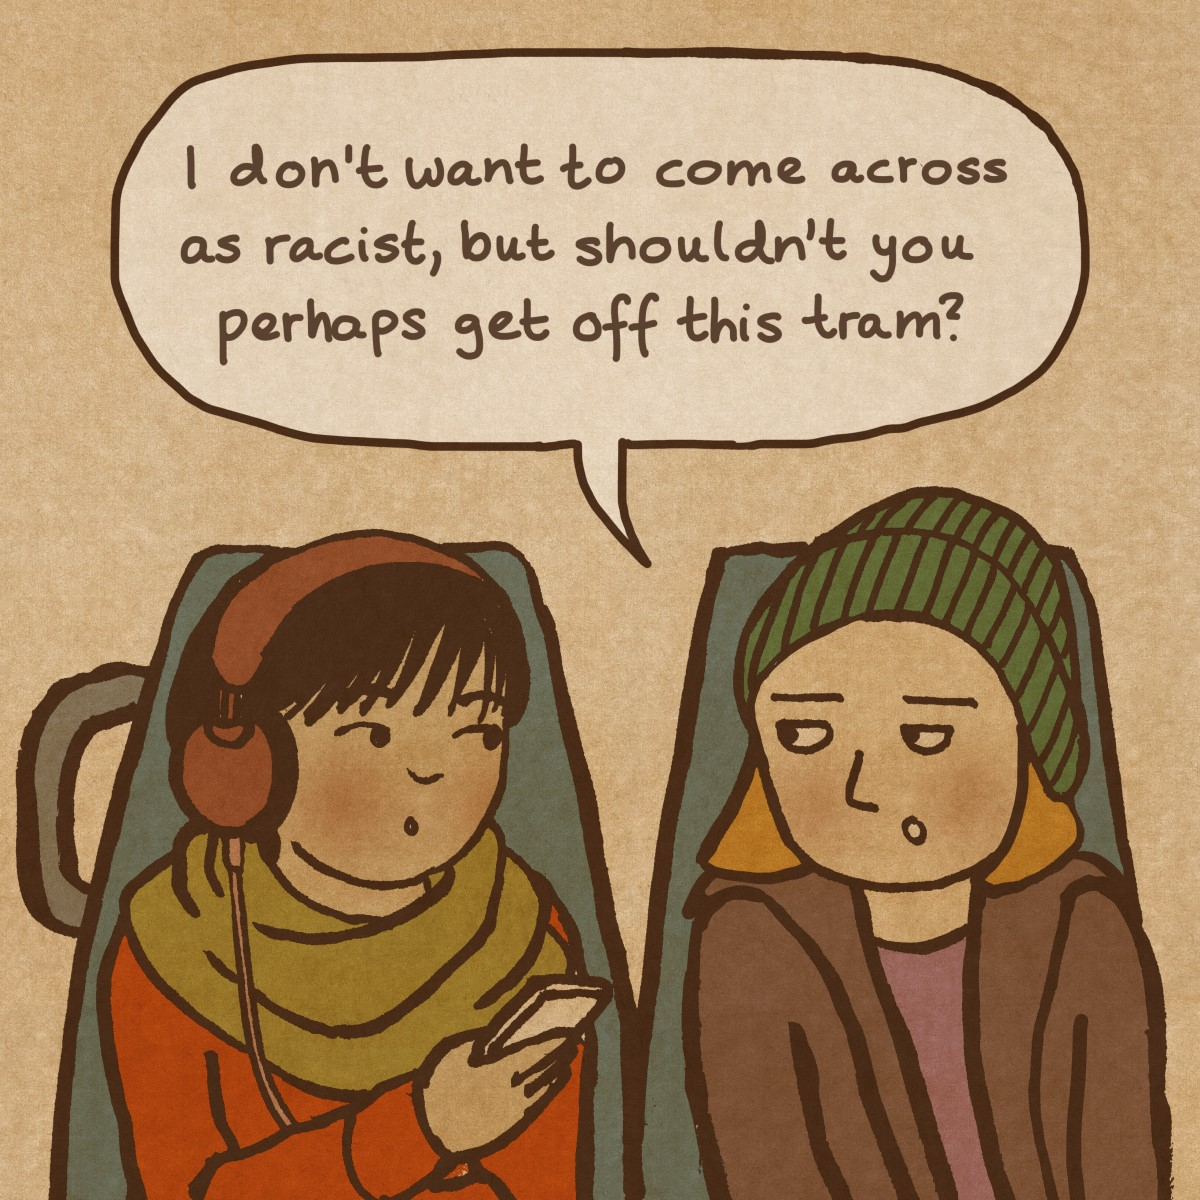 I don't want to come across
as racist, but shouldn't you
perhaps get off this tram?